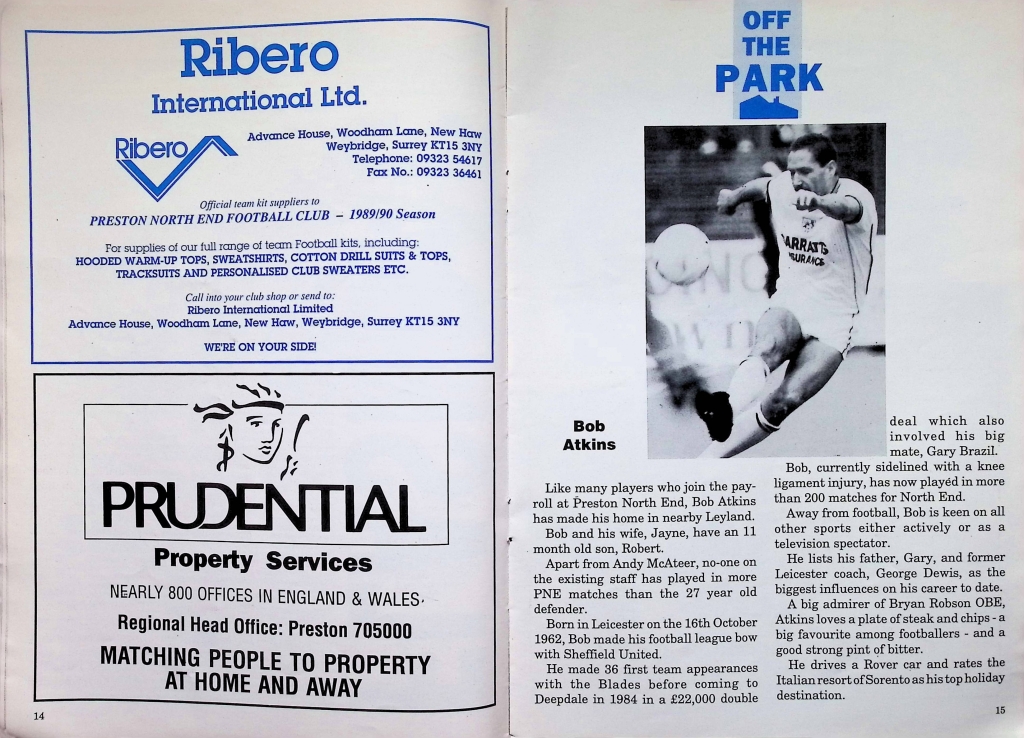 Ribero
International Ltd.
Ribero
Advance House, Woodham Lane, New Haw
Weybridge, Surrey KT15 3NY
Telephone: 09323 54617
Fax No.: 09323 36461
Official team kit suppliers to
PRESTON NORTH END FOOTBALL CLUB – 1989/90 Season
For supplies of our full range of team Football kits, including:
HOODED WARM-UP TOPS, SWEATSHIRTS, COTTON DRILL SUITS & TOPS,
TRACKSUITS AND PERSONALISED CLUB SWEATERS ETC.
Call into your club shop or send to:
Ribero International Limited
Advance House, Woodham Lane, New Haw, Weybridge, Surrey KT15 3NY
WE'RE ON YOUR SIDE!
PRUDENTIAL
Property Services
NEARLY 800 OFFICES IN ENGLAND & WALES.
Regional Head Office: Preston 705000
MATCHING PEOPLE TO PROPERTY
AT HOME AND AWAY
14
OFF
THE
PARK
ARRATTS
SURANCE
Bob
Atkins
Like many players who join the pay-
roll at Preston North End, Bob Atkins
has made his home in nearby Leyland.
Bob and his wife, Jayne, have an 11
month old son, Robert.
Apart from Andy McAteer, no-one on
the existing staff has played in more
PNE matches than the 27 year old
defender.
Born in Leicester on the 16th October
1962, Bob made his football league bow
with Sheffield United.
He made 36 first team appearances
with the Blades before coming to
Deepdale in 1984 in a £22,000 double
deal which also
involved his big
mate, Gary Brazil.
Bob, currently sidelined with a knee
ligament injury, has now played in more
than 200 matches for North End.
Away from football, Bob is keen on all
other sports either actively or as a
television spectator.
He lists his father, Gary, and former
Leicester coach, George Dewis, as the
biggest influences on his career to date.
A big admirer of Bryan Robson OBE,
Atkins loves a plate of steak and chips - a
big favourite among footballers - and a
good strong pint of bitter.
He drives a Rover car and rates the
Italian resort of Sorento as his top holiday
destination.
15